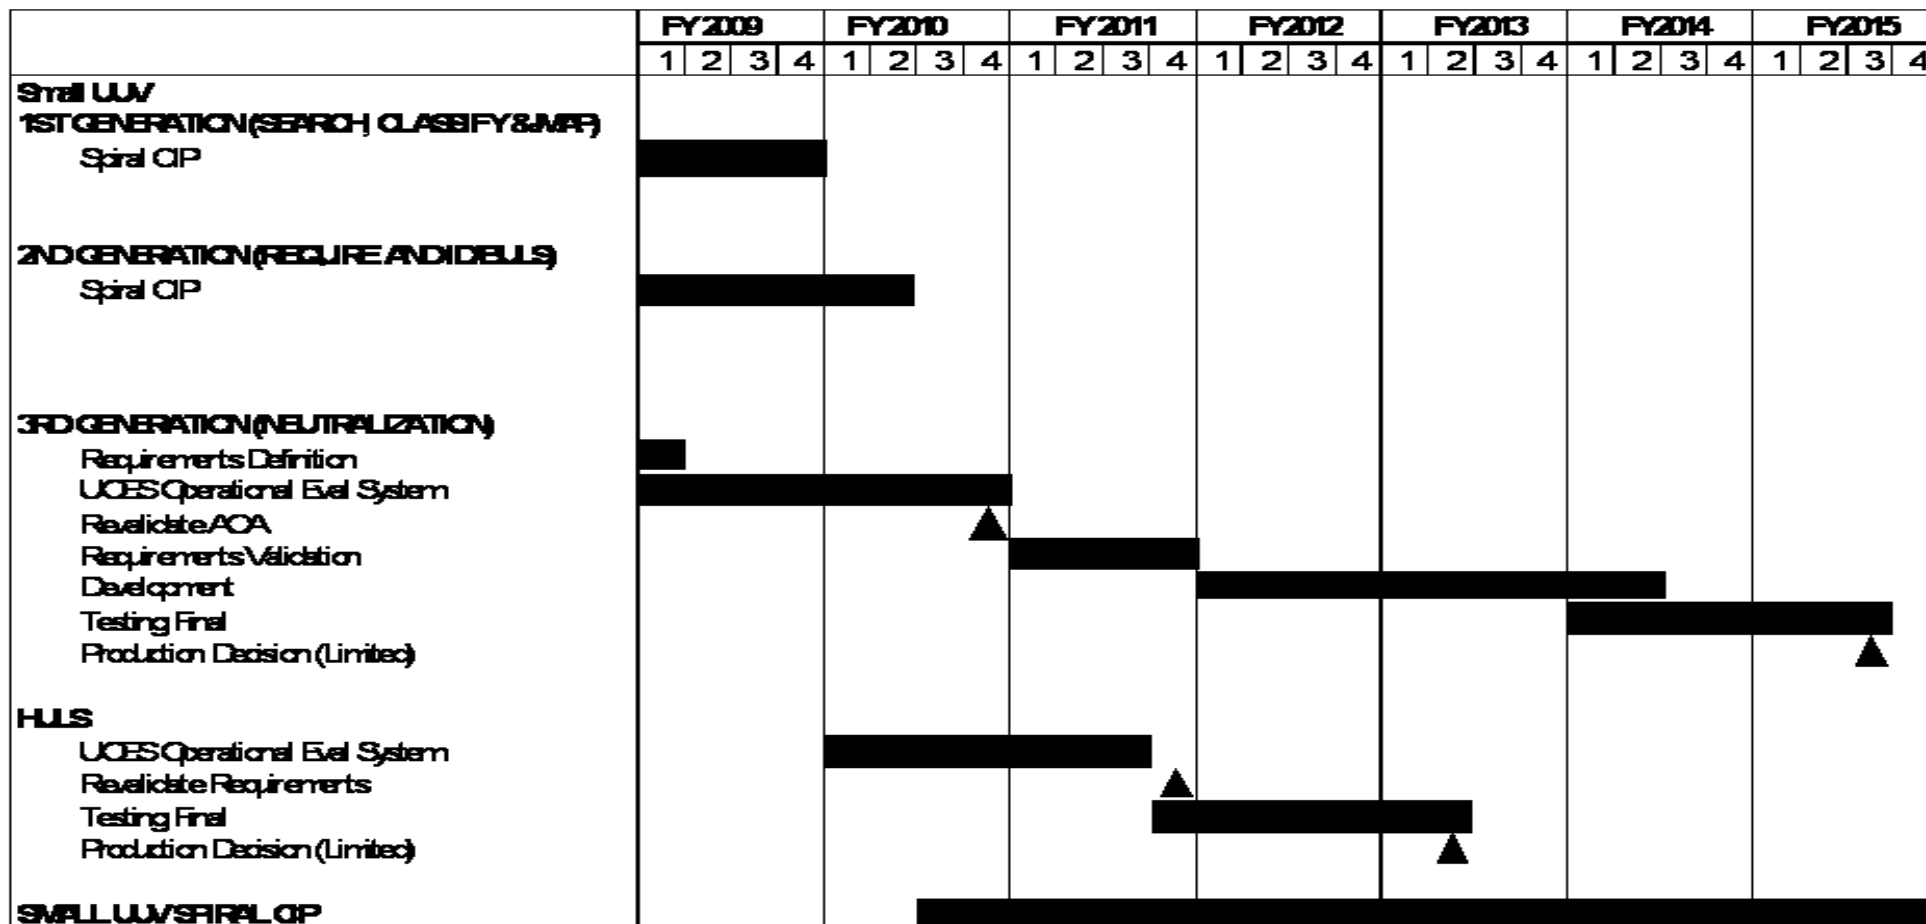 FY2009 FY2010 FY2011 FY2012 FY2013 FY2014 FY2015
1 2 3 4 1 2 3 4 1 2 3 4 1 2 3 4 1 2 3 4 1 2 3 4 1 2 3 4
Small UUV
1ST GENERATION (SEARCH, CLASSIFY & MAP)
Spiral CIP
2ND GENERATION (REQUIRE AND ID BULLS)
Spiral CIP
3RD GENERATION (NEUTRALIZATION)
Requirements Definition
UOES Operational Eval System
Revalidate AOA
Requirements Validation
Development
Testing Final
Production Decision (Limited)
HULS
UOES Operational Eval System
Revalidate Requirements
Testing Final
Production Decision (Limited)
SMALL UUV SPIRAL CIP